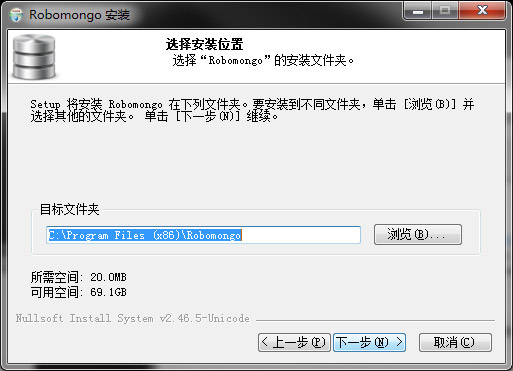 Robomongo 安装
选择安装位置
选择“Robomongo”的安装文件夹。
Setup 将安装 Robomongo 在下列文件夹。要安装到不同文件夹，单击 [浏览(B)] 并
选择其他的文件夹。 单击 [下一步(N)] 继续。
目标文件夹
C:\Program Files (x86)\Robomongo
浏览(B)...
所需空间: 20.0MB
可用空间: 69.1GB
Nullsoft Install System v2.46.5-Unicode
< 上一步(P) 下一步(N) > 取消(C)